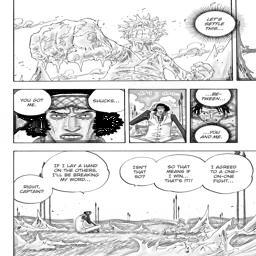 LET'S
SETTLE
THIS...
...BE-
TWEEN...
...YOU
AND ME.
SHUCKS...
YOU GOT
ME.
I AGREED
TO A
ONE-ON-
ONE
FIGHT...
SO THAT
MEANS IF
I WIN...
THAT'S IT!!
ISN'T
THAT
SO?
IF I LAY A HAND
ON THE OTHERS,
I'LL BE BREAKING
MY WORD...
RIGHT,
CAPTAIN?